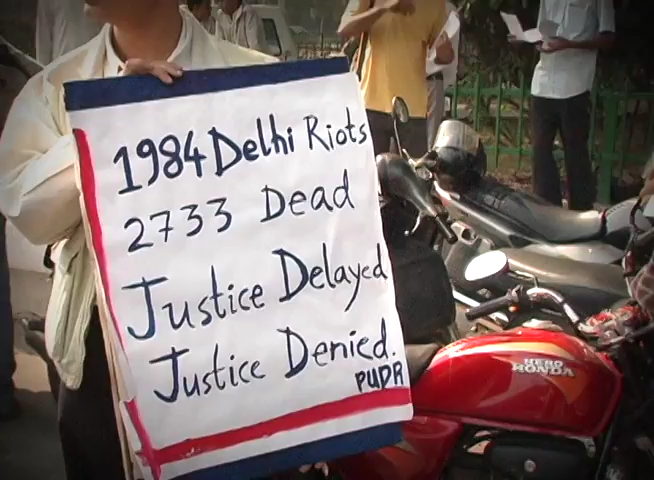 1984 Delhi Riots
2733 Dead
Justice Delayed
Justice Denied.
PUDR
HERO
HONDA